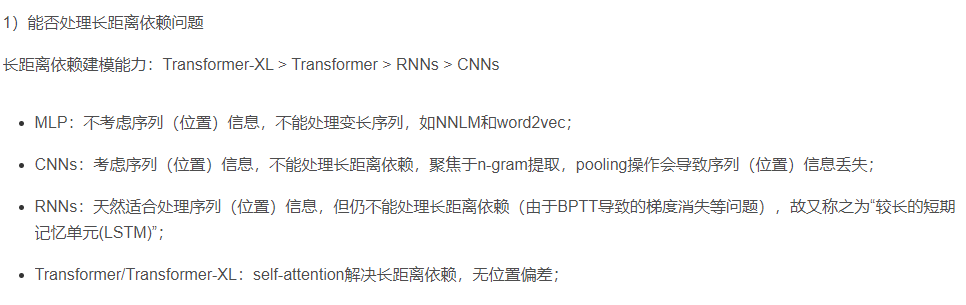 1）能否处理长距离依赖问题
长距离依赖建模能力：Transformer-XL > Transformer > RNNs > CNNs
• MLP：不考虑序列（位置）信息，不能处理变长序列，如NNLM和word2vec；
• CNNs：考虑序列（位置）信息，不能处理长距离依赖，聚焦于n-gram提取，pooling操作会导致序列（位置）信息丢失；
• RNNs：天然适合处理序列（位置）信息，但仍不能处理长距离依赖（由于BPTT导致的梯度消失等问题），故又称之为“较长的短期
记忆单元(LSTM)”；
• Transformer/Transformer-XL：self-attention解决长距离依赖，无位置偏差；